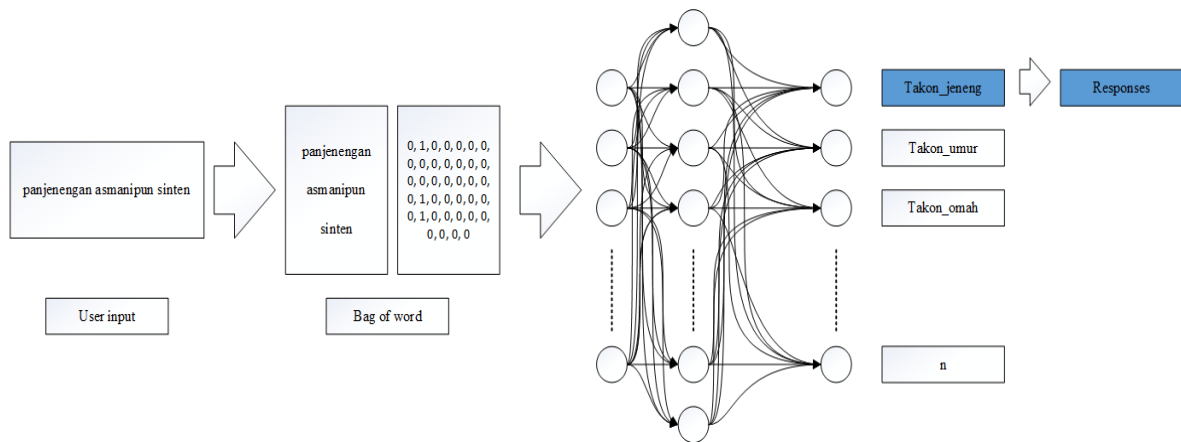 panjenengan asmanipun sinten
User input
panjenengan
asmanipun
sinten
0, 1, 0, 0, 0, 0, 0,
0, 0, 0, 0, 0, 0, 0,
0, 0, 0, 0, 0, 0, 0,
0, 1, 0, 0, 0, 0, 0,
0, 1, 0, 0, 0, 0, 0,
0, 0, 0, 0
Bag of word
Takon_jeneng
Responses
Takon_umur
Takon_omah
n